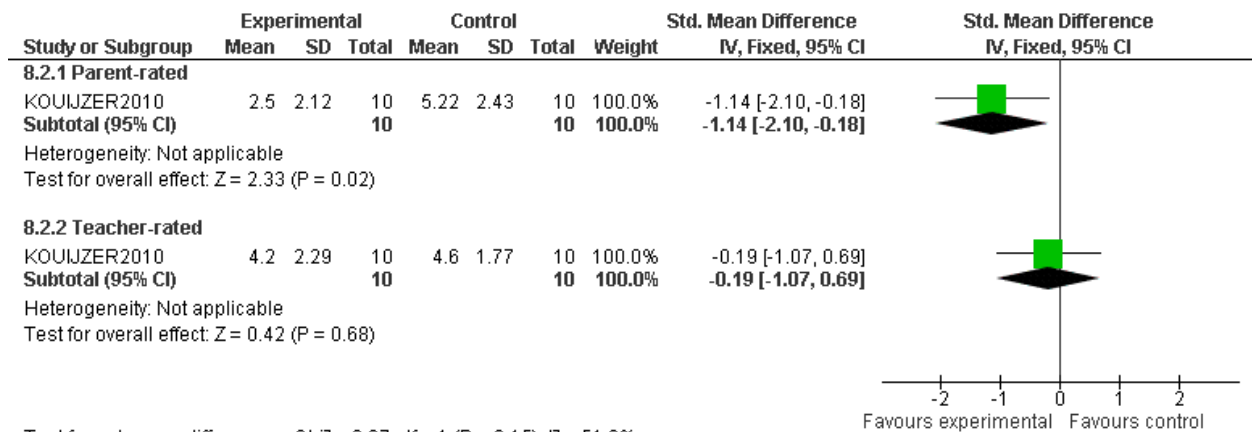 Experimental Control Std. Mean Difference Std. Mean Difference
Study or Subgroup Mean SD Total Mean SD Total Weight IV, Fixed, 95% CI IV, Fixed, 95% CI
8.2.1 Parent-rated
KOUIJZER2010 2.5 2.12 10 5.22 2.43 10 100.0% -1.14 [-2.10, -0.18]
Subtotal (95% CI) 10 10 100.0% -1.14 [-2.10, -0.18]
Heterogeneity: Not applicable
Test for overall effect: Z = 2.33 (P = 0.02)
8.2.2 Teacher-rated
KOUIJZER2010 4.2 2.29 10 4.6 1.77 10 100.0% -0.19 [-1.07, 0.69]
Subtotal (95% CI) 10 10 100.0% -0.19 [-1.07, 0.69]
Heterogeneity: Not applicable
Test for overall effect: Z = 0.42 (P = 0.68)
-2 -1 0 1 2
Favours experimental Favours control